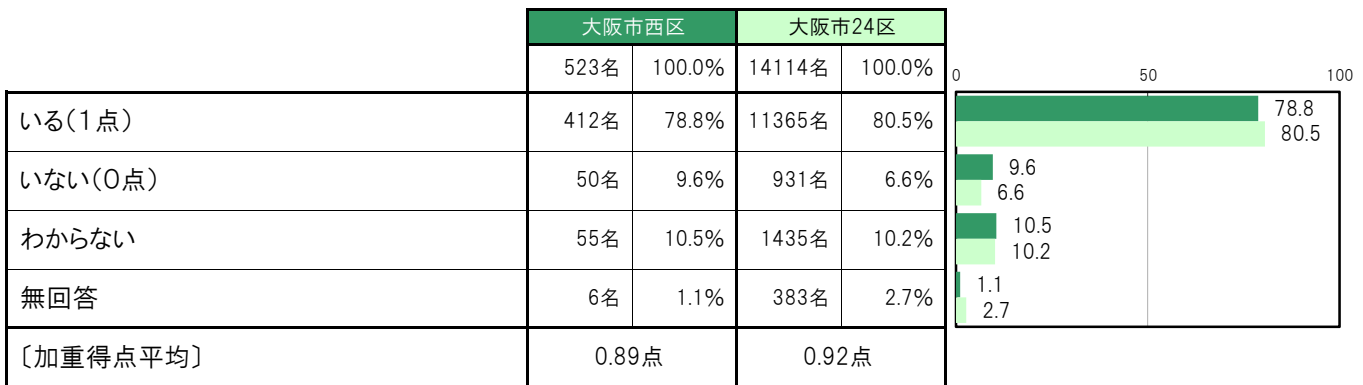 大阪市西区 大阪市24区
523名 100.0% 14114名 100.0% 0 50 100
いる(1点) 412名 78.8% 11365名 80.5% 78.8
80.5
いない(0点) 50名 9.6% 931名 6.6% 9.6
6.6
わからない 55名 10.5% 1435名 10.2% 10.5
10.2
無回答 6名 1.1% 383名 2.7% 1.1
2.7
〔加重得点平均〕 0.89点 0.92点